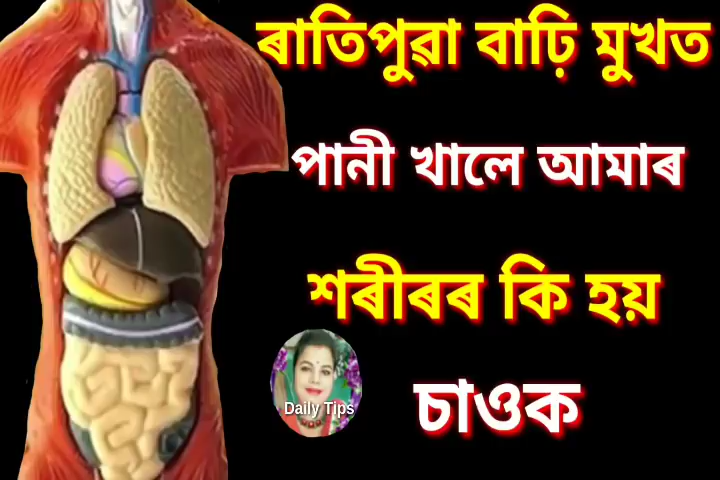 ৰাতিপুৱা বাঢ়ি মুখত
পানী খালে আমাৰ
শৰীৰৰ কি হয়
Daily Tips
চাওক